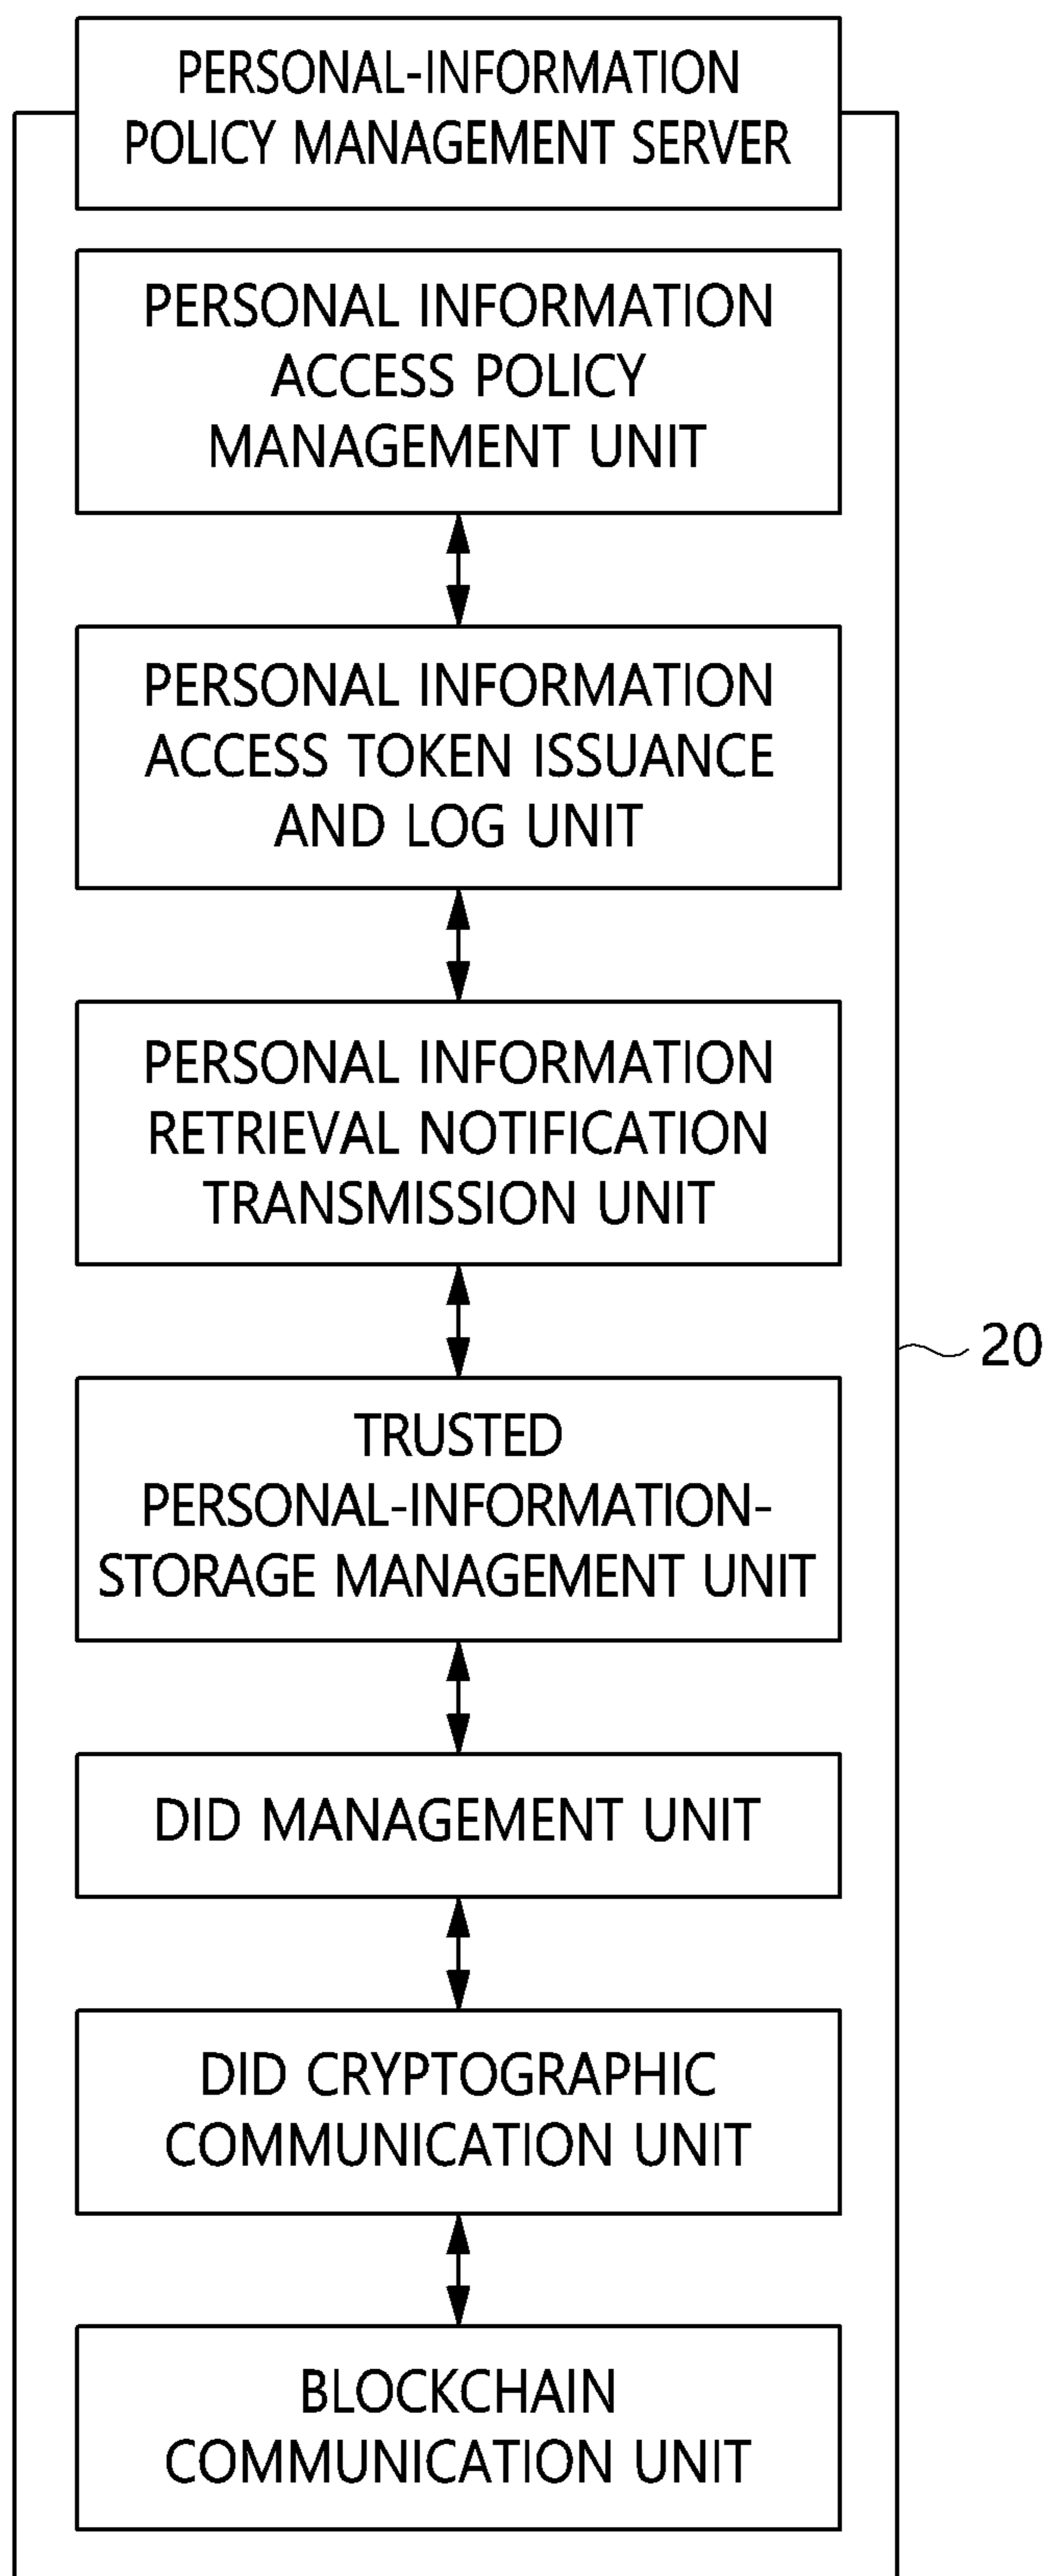 PERSONAL-INFORMATION
POLICY MANAGEMENT SERVER
PERSONAL INFORMATION
ACCESS POLICY
MANAGEMENT UNIT
PERSONAL INFORMATION
ACCESS TOKEN ISSUANCE
AND LOG UNIT
PERSONAL INFORMATION
RETRIEVAL NOTIFICATION
TRANSMISSION UNIT
20
TRUSTED
PERSONAL-INFORMATION-
STORAGE MANAGEMENT UNIT
DID MANAGEMENT UNIT
DID CRYPTOGRAPHIC
COMMUNICATION UNIT
BLOCKCHAIN
COMMUNICATION UNIT